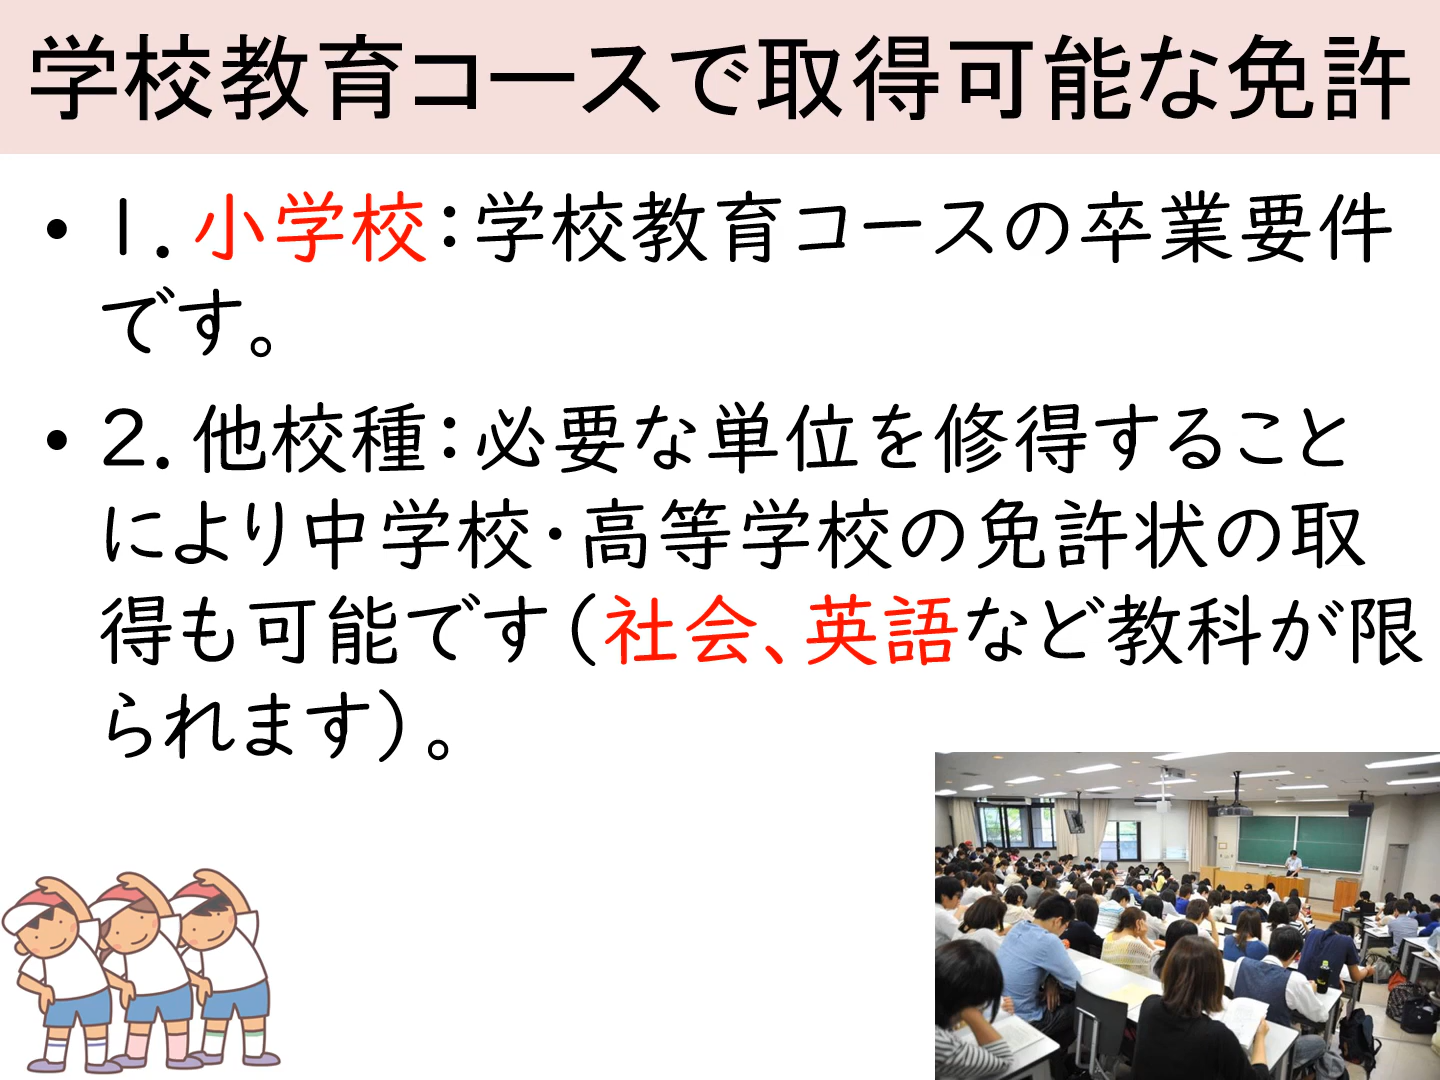 学校教育コースで取得可能な免許
• 1. 小学校：学校教育コースの卒業要件
です。
• 2. 他校種：必要な単位を修得すること
により中学校・高等学校の免許状の取
得も可能です（社会、英語など教科が限
られます）。